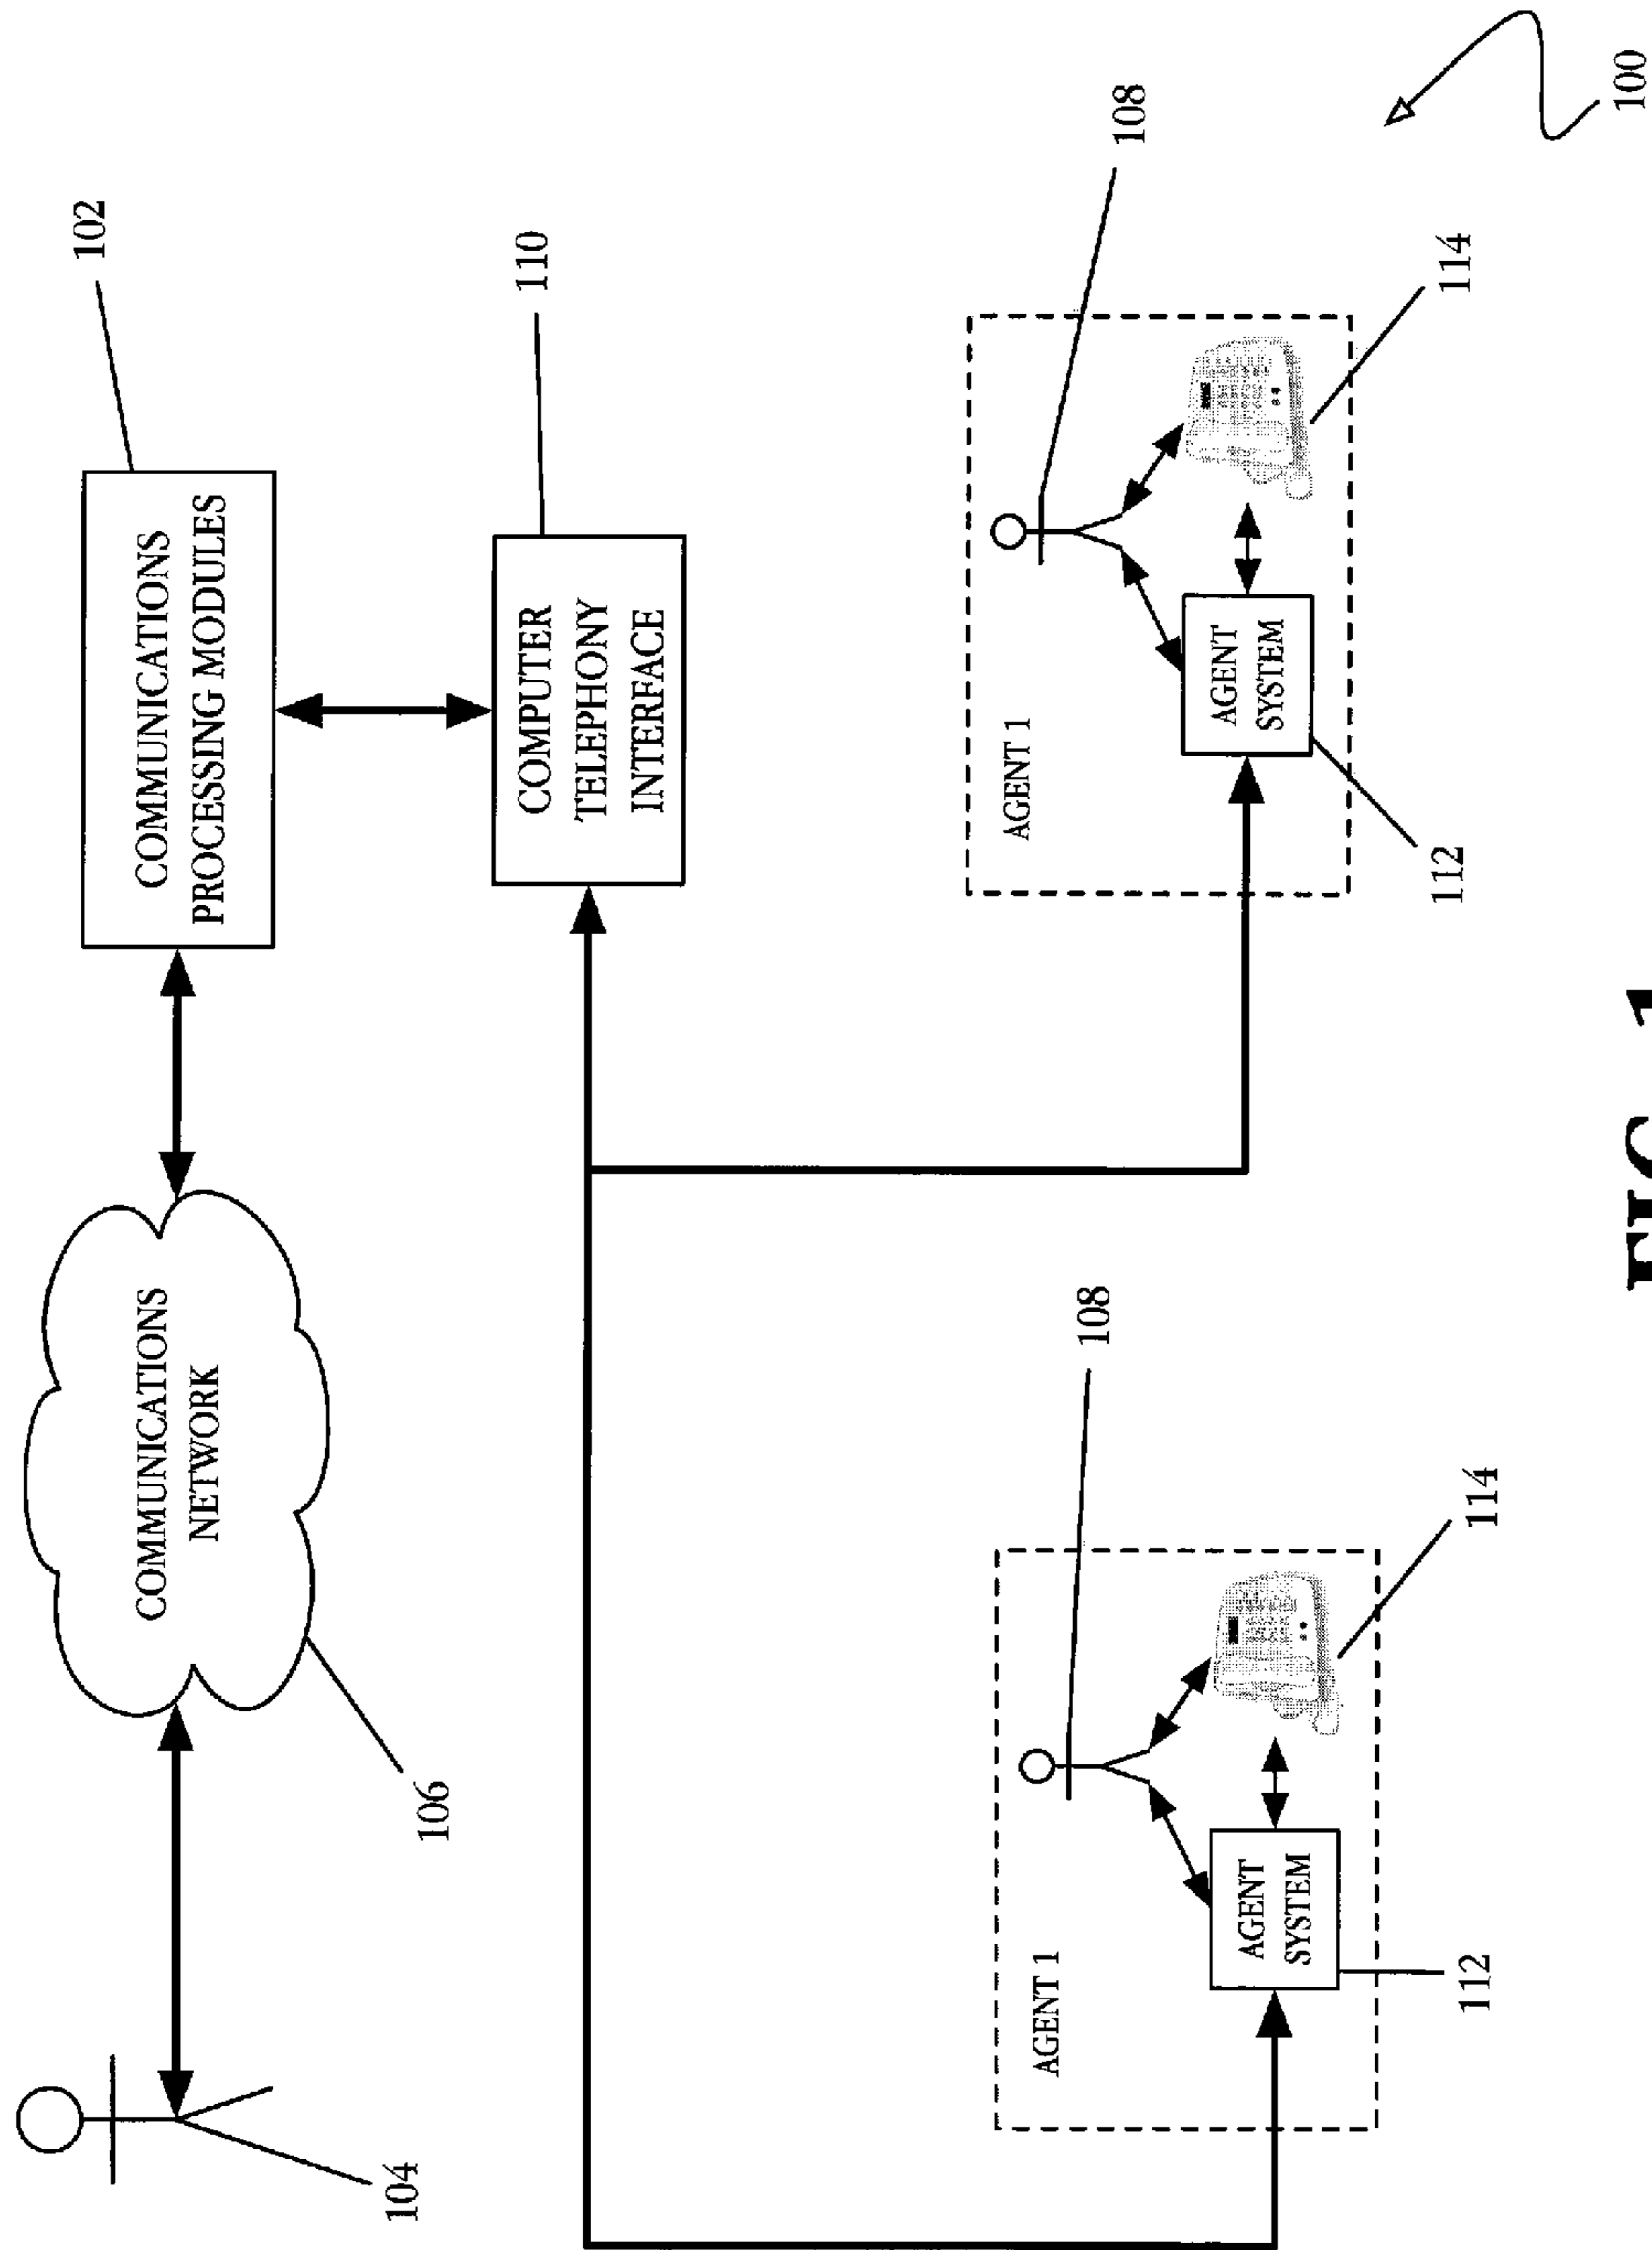 COMMUNICATIONS
NETWORK
COMMUNICATIONS
PROCESSING MODULES
102
104
106
COMPUTER
TELEPHONY
INTERFACE
110
AGENT 1
108
AGENT
SYSTEM
112
114
AGENT 1
108
AGENT
SYSTEM
112
114
100
FIG. 1